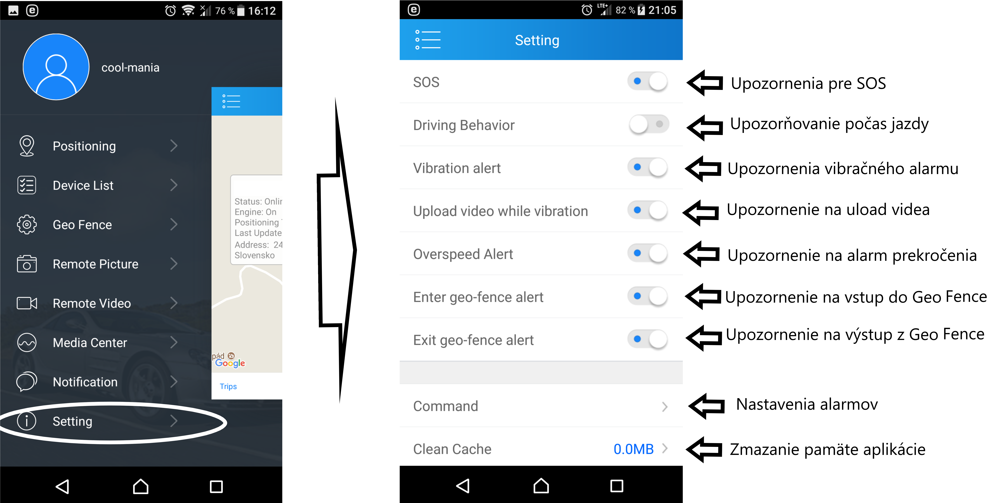 76 % 16:12
cool-mania
Positioning
Device List
Geo Fence
Remote Picture
Remote Video
Media Center
Notification
Setting
Status: Onlin
Engine: On
Positioning
Last Update
Address: 24
Slovensko
pád
Google
Trips
LTE+ 82 % 21:05
Setting
SOS
Upozornenia pre SOS
Driving Behavior
Upozorňovanie počas jazdy
Vibration alert
Upozornenia vibračného alarmu
Upload video while vibration
Upozornenie na uload videa
Overspeed Alert
Upozornenie na alarm prekročenia
Enter geo-fence alert
Upozornenie na vstup do Geo Fence
Exit geo-fence alert
Upozornenie na výstup z Geo Fence
Command
Nastavenia alarmov
Clean Cache 0.0MB
Zmazanie pamäte aplikácie